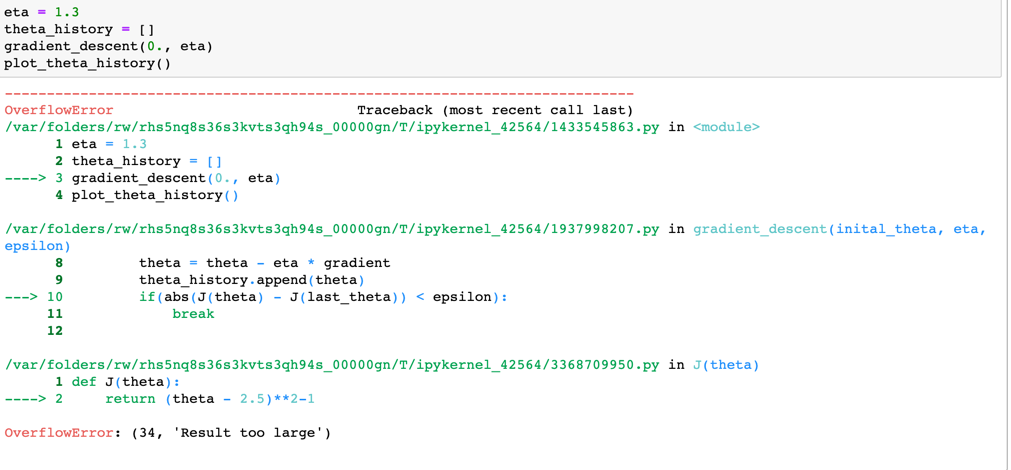 eta = 1.3
theta_history = []
gradient_descent(0., eta)
plot_theta_history()
---------------------------------------------------------------------------
OverflowError                             Traceback (most recent call last)
/var/folders/rw/rhs5nq8s36s3kvts3qh94s_00000gn/T/ipykernel_42564/1433545863.py in <module>
      1 eta = 1.3
      2 theta_history = []
----> 3 gradient_descent(0., eta)
      4 plot_theta_history()
/var/folders/rw/rhs5nq8s36s3kvts3qh94s_00000gn/T/ipykernel_42564/1937998207.py in gradient_descent(inital_theta, eta,
epsilon)
      8         theta = theta - eta * gradient
      9         theta_history.append(theta)
---> 10         if(abs(J(theta) - J(last_theta)) < epsilon):
     11             break
     12
/var/folders/rw/rhs5nq8s36s3kvts3qh94s_00000gn/T/ipykernel_42564/3368709950.py in J(theta)
      1 def J(theta):
----> 2     return (theta - 2.5)**2-1
OverflowError: (34, 'Result too large')